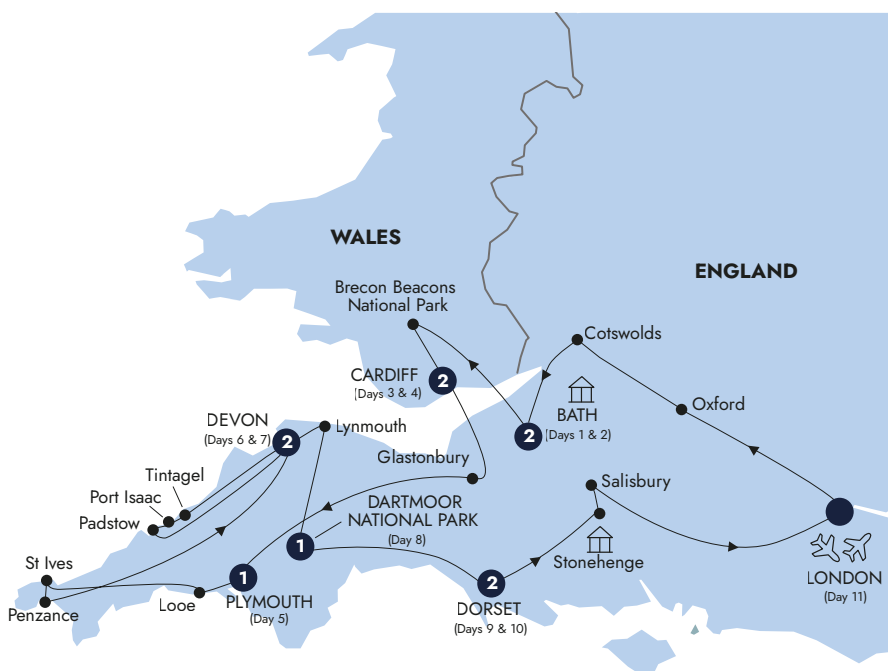 WALES
ENGLAND
Brecon Beacons
National Park
Cotswolds
CARDIFF
2
(Days 3 & 4)
Oxford
BATH
2
(Days 1 & 2)
DEVON
2
(Days 6 & 7)
Lynmouth
Glastonbury
Tintagel
Port Isaac
Padstow
Salisbury
DARTMOOR
NATIONAL PARK
(Day 8)
1
Stonehenge
St Ives
Penzance
Looe
1
PLYMOUTH
(Day 5)
2
DORSET
(Days 9 & 10)
LONDON
(Day 11)